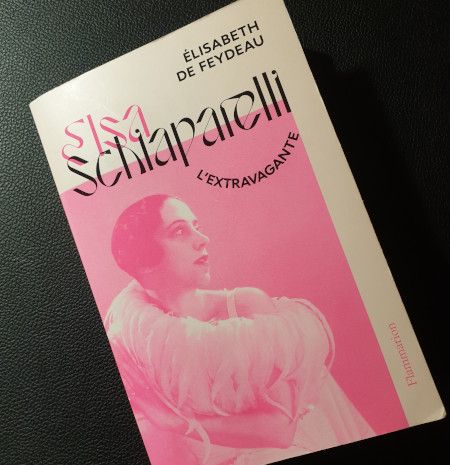 ÉLISABETH
DE FEYDEAU
Elsa
Schiaparelli
L'EXTRAVAGANTE
Flammarion